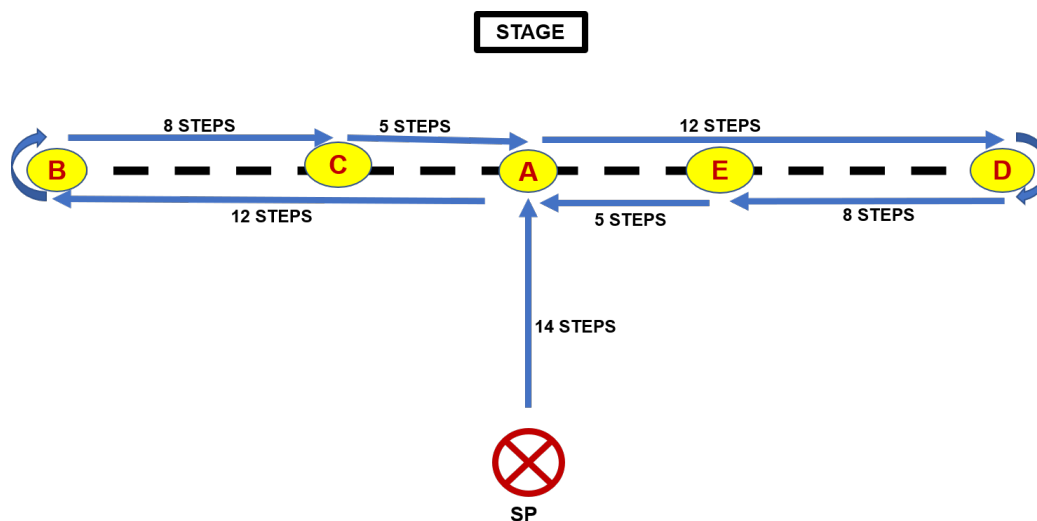 STAGE
8 STEPS
5 STEPS
12 STEPS
B
C
A
E
D
12 STEPS
5 STEPS
8 STEPS
14 STEPS
SP